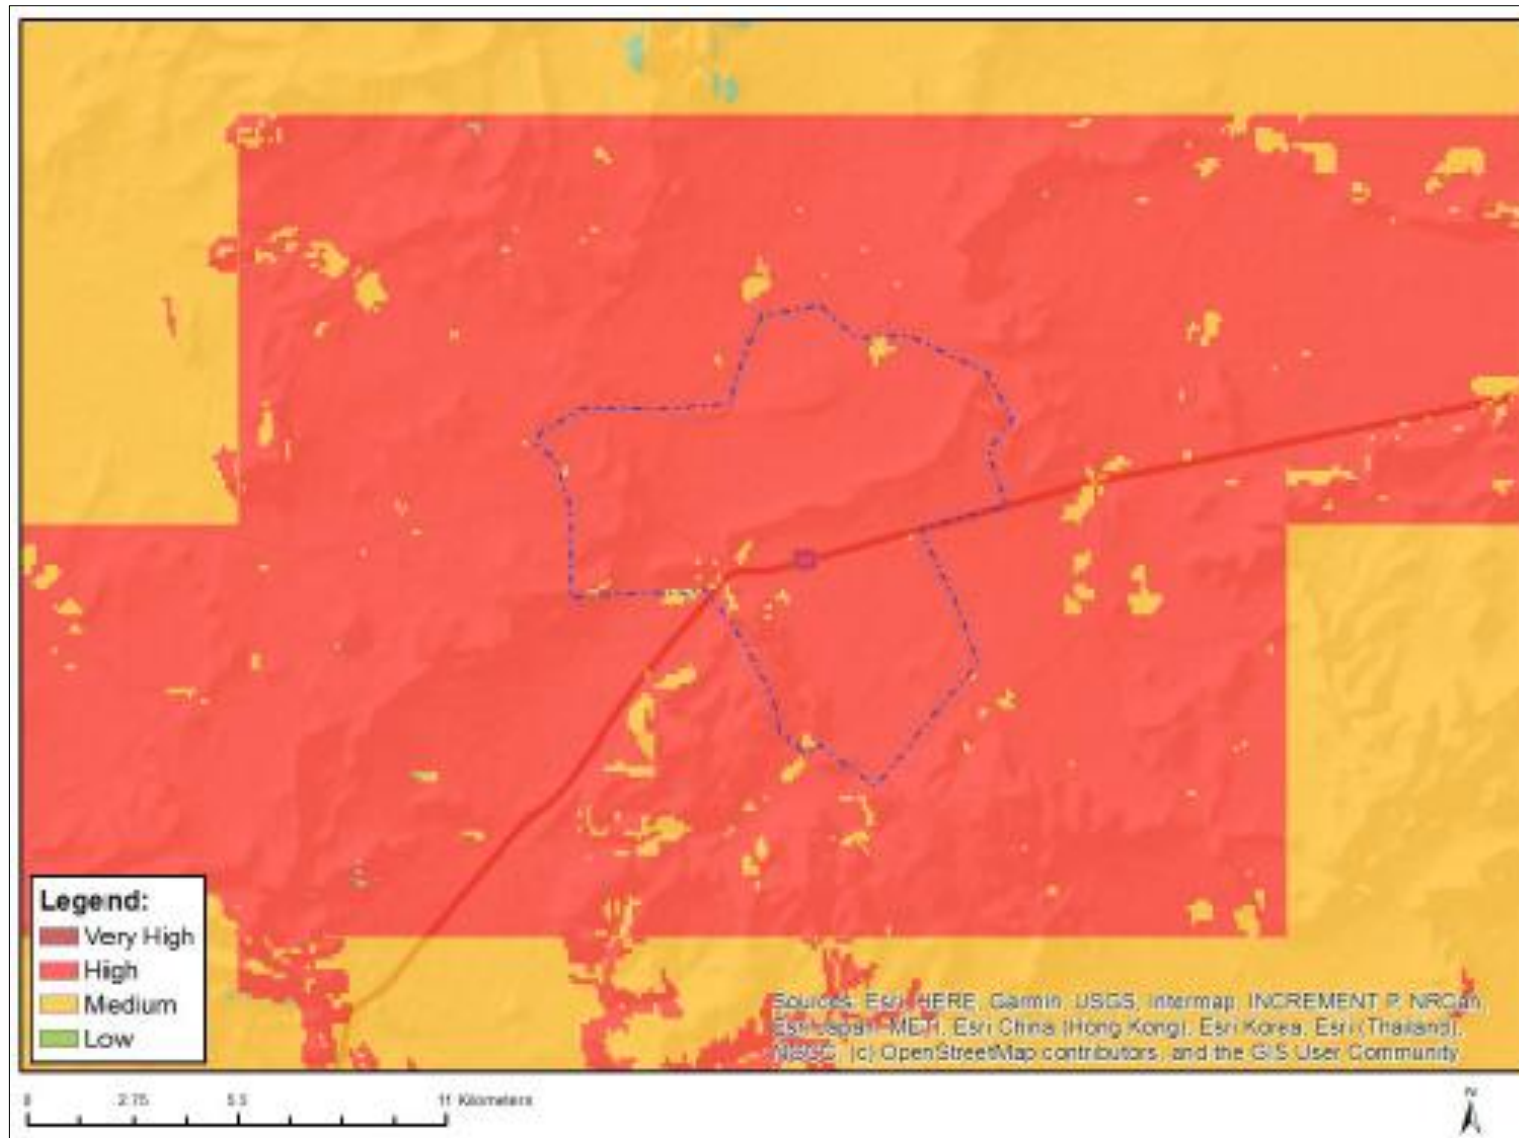 Legend:
Very High
High
Medium
Low
Sources: Esri, HERE, Garmin, USGS, Intermap, INCREMENT P, NRCan,
Esri Japan, METI, Esri China (Hong Kong), Esri Korea, Esri (Thailand),
NGCC, (c) OpenStreetMap contributors, and the GIS User Community
0 2.75 5.5 11 Kilometers
N